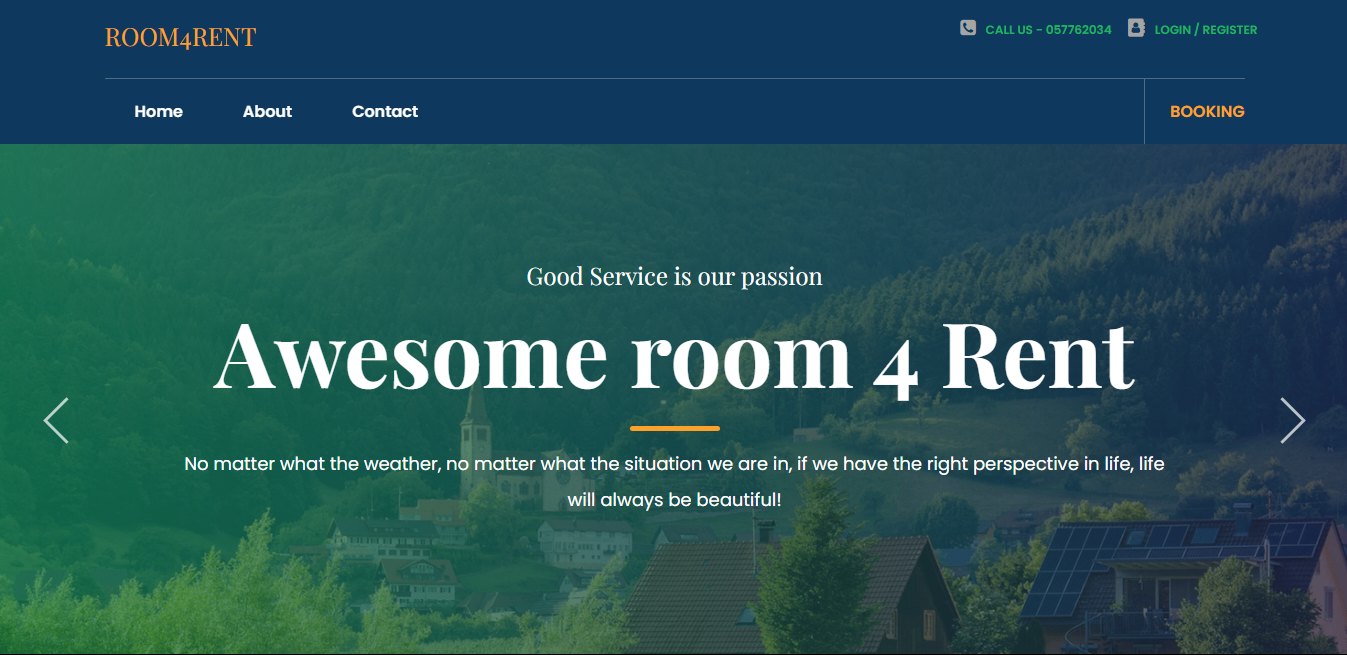 ROOM4RENT
CALL US - 057762034
LOGIN / REGISTER
Home
About
Contact
BOOKING
Good Service is our passion
Awesome room 4 Rent
No matter what the weather, no matter what the situation we are in, if we have the right perspective in life, life
will always be beautiful!